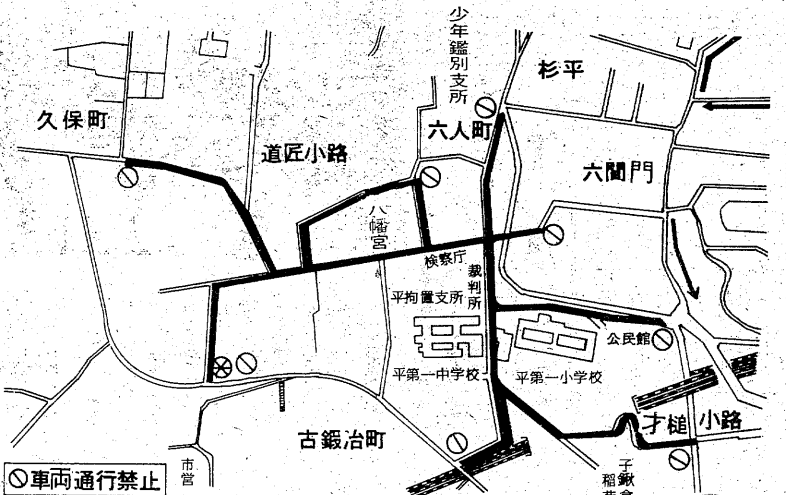 少年鑑別支所
杉平
久保町
六人町
道匠小路
六間門
八幡宮
検察庁
裁判所
平拘置支所
公民館
平第一中学校
平第一小学校
才槌小路
古鍛冶町
市営
子鍬倉
車両通行禁止